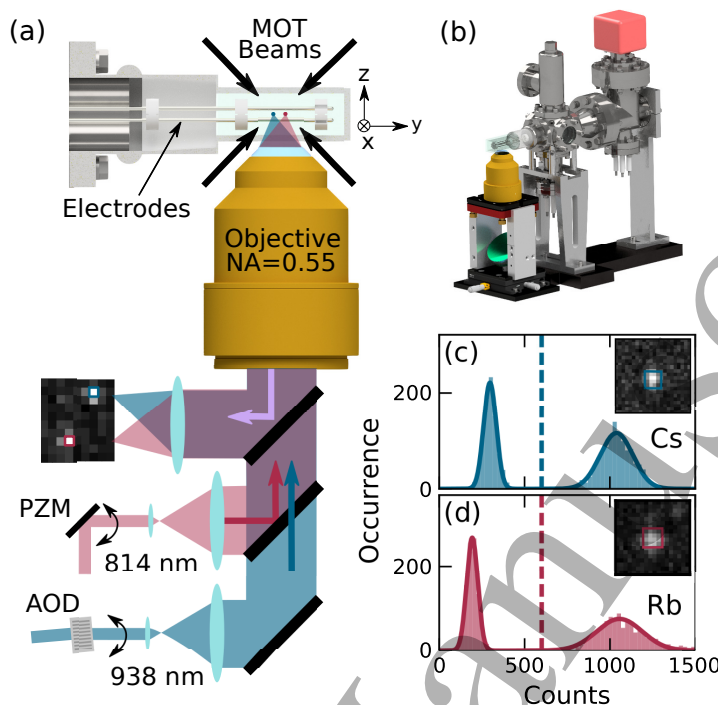 (a)
MOT
Beams
z
x
y
Electrodes
Objective
NA=0.55
PZM
814 nm
AOD
938 nm
(b)
(c)
200
0
Cs
Occurrence
(d)
200
0
Rb
0
500
1000
1500
Counts